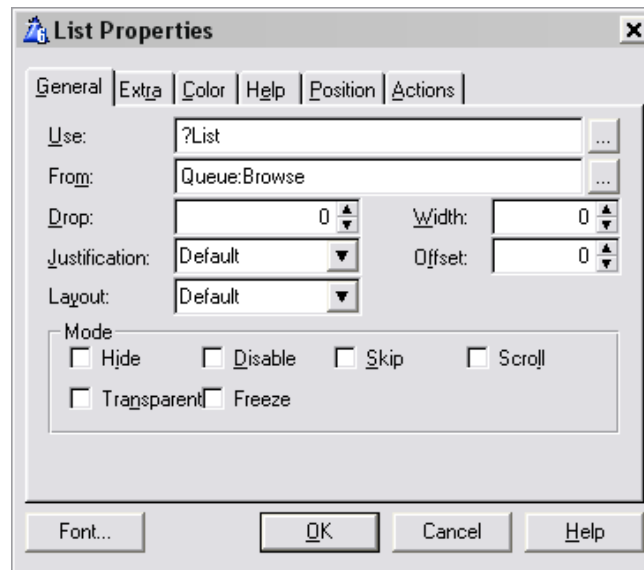 List Properties
General Extra Color Help Position Actions
Use: ?List ...
From: Queue:Browse ...
Drop: 0 Width: 0
Justification: Default Offset: 0
Layout: Default
Mode
Hide Disable Skip Scroll
Transparent Freeze
Font... OK Cancel Help